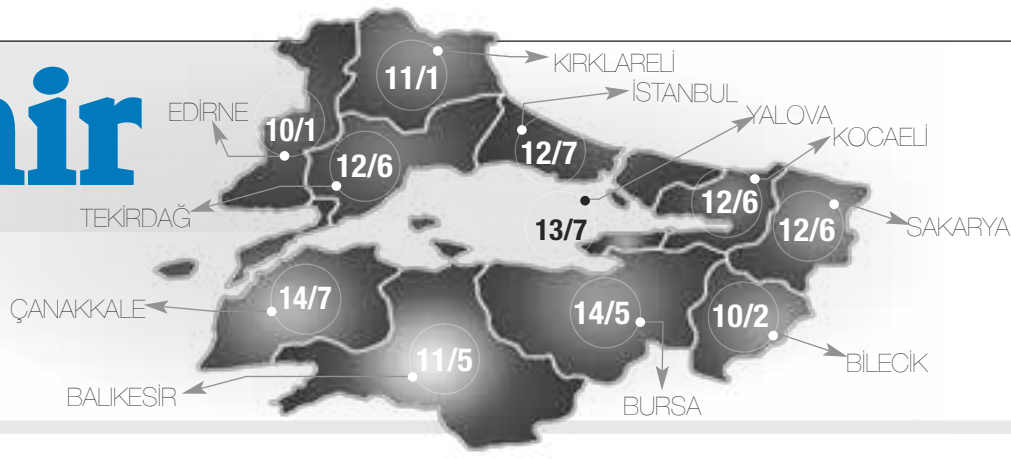 nir
KIRKLARELİ
11/1
İSTANBUL
EDİRNE
10/1
YALOVA
KOCAELİ
12/6
12/7
TEKİRDAĞ
12/6
SAKARYA
13/7
12/6
ÇANAKKALE
14/7
14/5
10/2
BİLECİK
11/5
BALIKESİR
BURSA